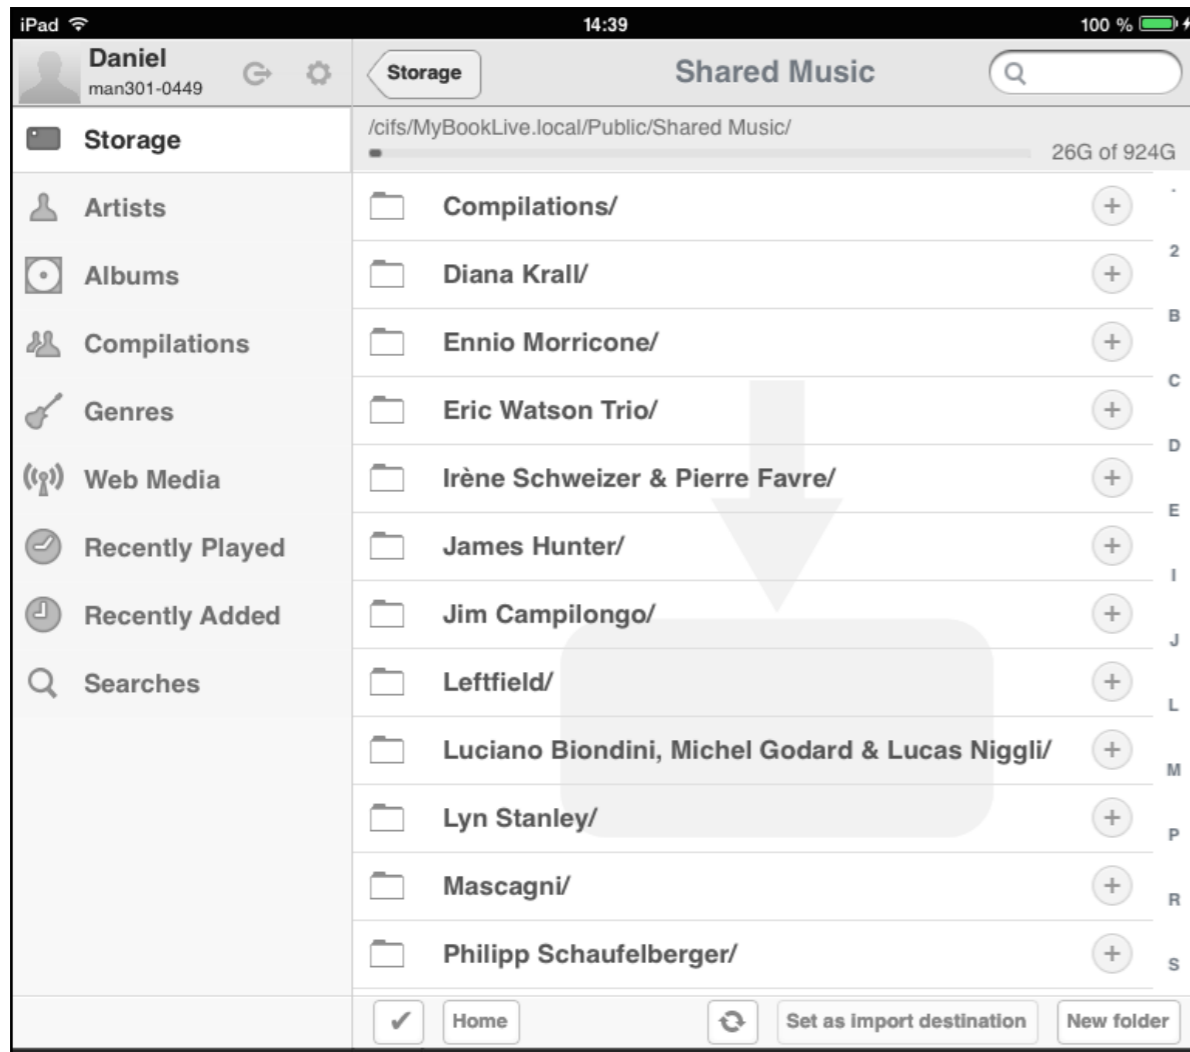 iPad 14:39 100 %
Daniel
man301-0449
Storage
Shared Music
Storage
/cifs/MyBookLive.local/Public/Shared Music/
26G of 924G
Artists
Albums
Compilations
Genres
Web Media
Recently Played
Recently Added
Searches
Compilations/
Diana Krall/
Ennio Morricone/
Eric Watson Trio/
Irène Schweizer & Pierre Favre/
James Hunter/
Jim Campilongo/
Leftfield/
Luciano Biondini, Michel Godard & Lucas Niggli/
Lyn Stanley/
Mascagni/
Philipp Schaufelberger/
2
B
C
D
E
I
J
L
M
P
R
S
Home
Set as import destination
New folder